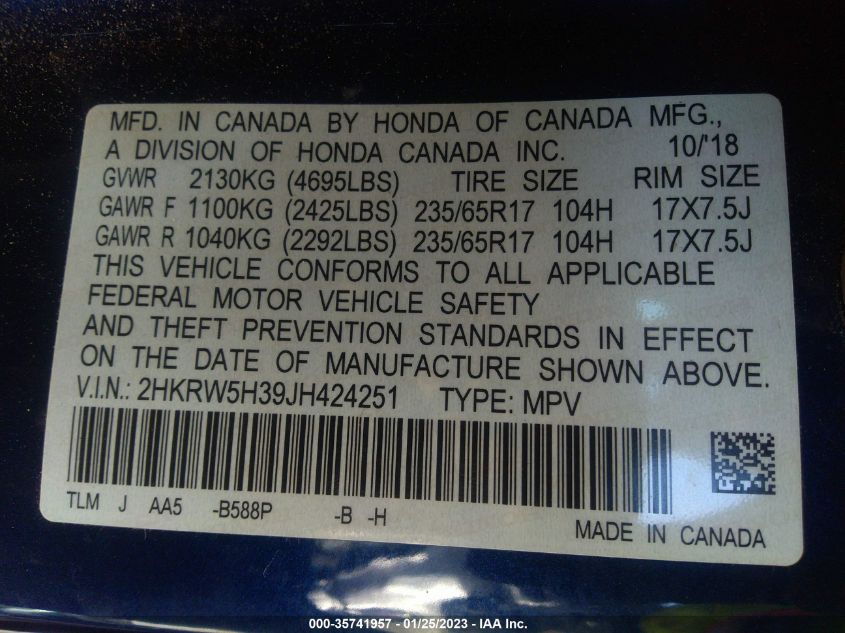 MFD. IN CANADA BY HONDA OF CANADA MFG.,
A DIVISION OF HONDA CANADA INC. 10/'18
GVWR 2130KG (4695LBS) TIRE SIZE RIM SIZE
GAWR F 1100KG (2425LBS) 235/65R17 104H 17X7.5J
GAWR R 1040KG (2292LBS) 235/65R17 104H 17X7.5J
THIS VEHICLE CONFORMS TO ALL APPLICABLE
FEDERAL MOTOR VEHICLE SAFETY
AND THEFT PREVENTION STANDARDS IN EFFECT
ON THE DATE OF MANUFACTURE SHOWN ABOVE.
V.I.N.: 2HKRW5H39JH424251 TYPE: MPV
TLM J AA5 -B588P -B -H
MADE IN CANADA
000-35741957 - 01/25/2023 - IAA Inc.